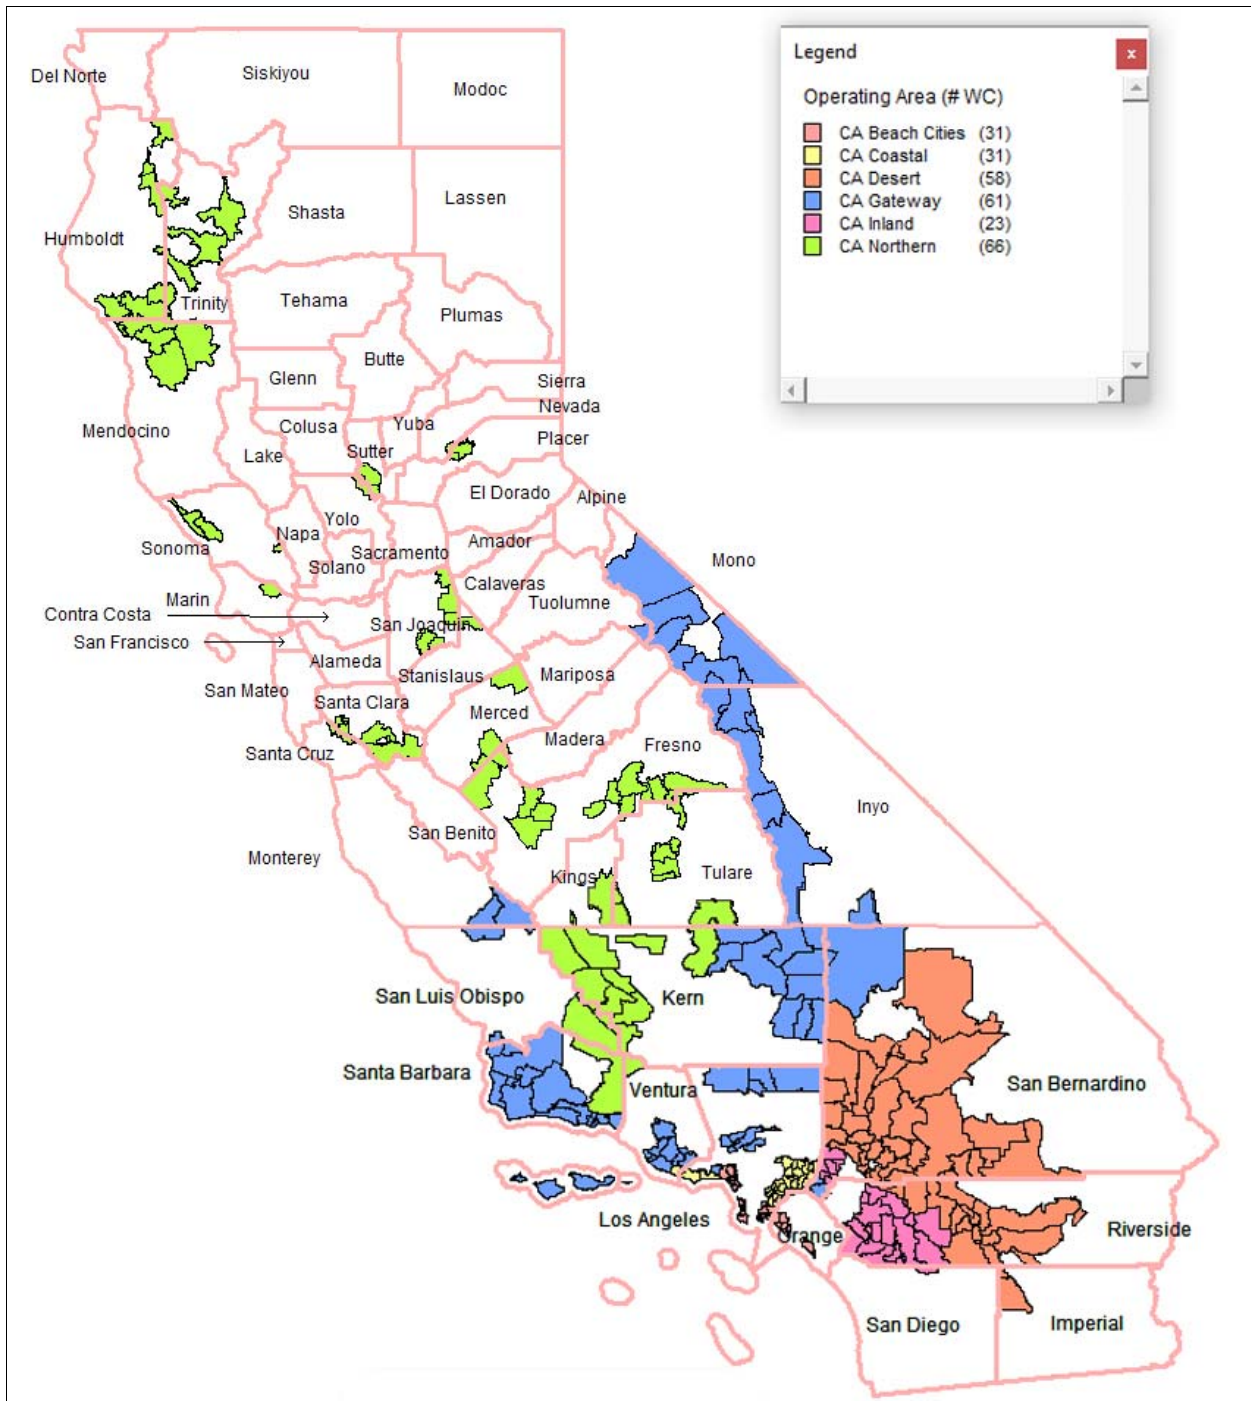 Legend
x
Operating Area (# WC)
CA Beach Cities (31)
CA Coastal (31)
CA Desert (58)
CA Gateway (61)
CA Inland (23)
CA Northern (66)
Del Norte
Siskiyou
Modoc
Shasta
Lassen
Humboldt
Trinity
Tehama
Plumas
Butte
Glenn
Sierra
Nevada
Colusa
Yuba
Placer
Mendocino
Lake
Sutter
El Dorado
Alpine
Yolo
Napa
Sonoma
Sacramento
Amador
Mono
Solano
Calaveras
Marin
Tuolumne
Contra Costa
San Joaquin
San Francisco
Alameda
Stanislaus
Mariposa
San Mateo
Santa Clara
Merced
Madera
Fresno
Santa Cruz
Inyo
San Benito
Monterey
Kings
Tulare
San Luis Obispo
Kern
Santa Barbara
Ventura
San Bernardino
Los Angeles
Orange
Riverside
San Diego
Imperial